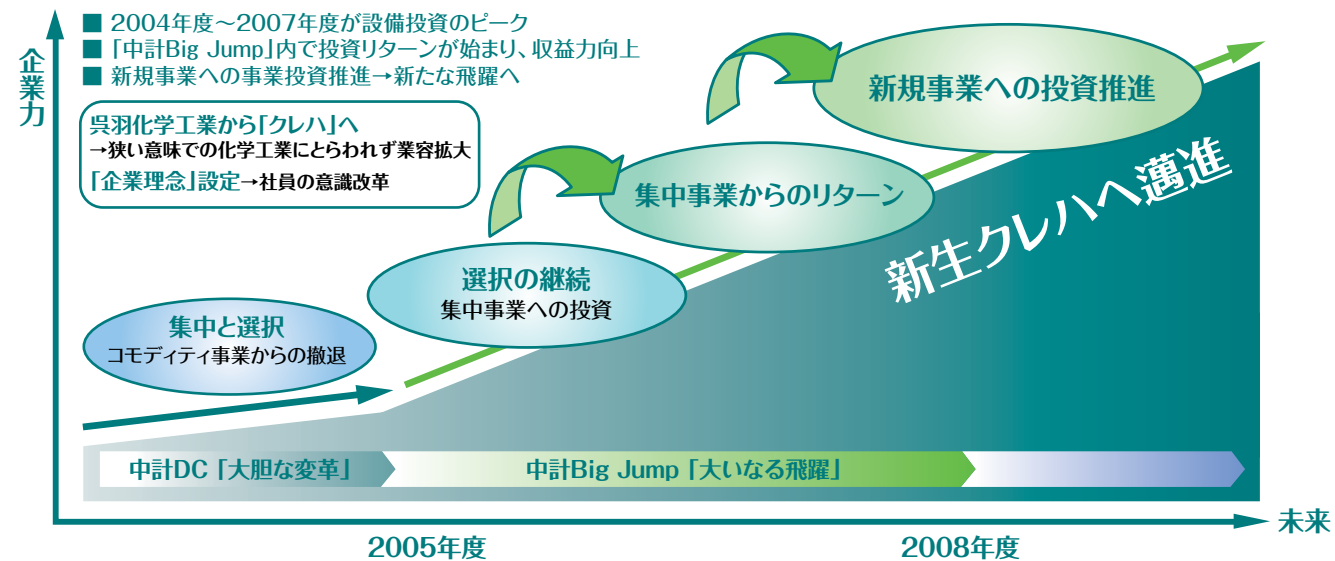 企業力
■ 2004年度～2007年度が設備投資のピーク
■ 「中計Big Jump」内で投資リターンが始まり、収益力向上
■ 新規事業への事業投資推進→新たな飛躍へ
呉羽化学工業から「クレハ」へ
→狭い意味での化学工業にとらわれず業容拡大
「企業理念」設定→社員の意識改革
新規事業への投資推進
集中事業からのリターン
選択の継続
集中事業への投資
集中と選択
コモディティ事業からの撤退
新生クレハへ邁進
中計DC「大胆な変革」
中計Big Jump「大いなる飛躍」
未来
2005年度
2008年度